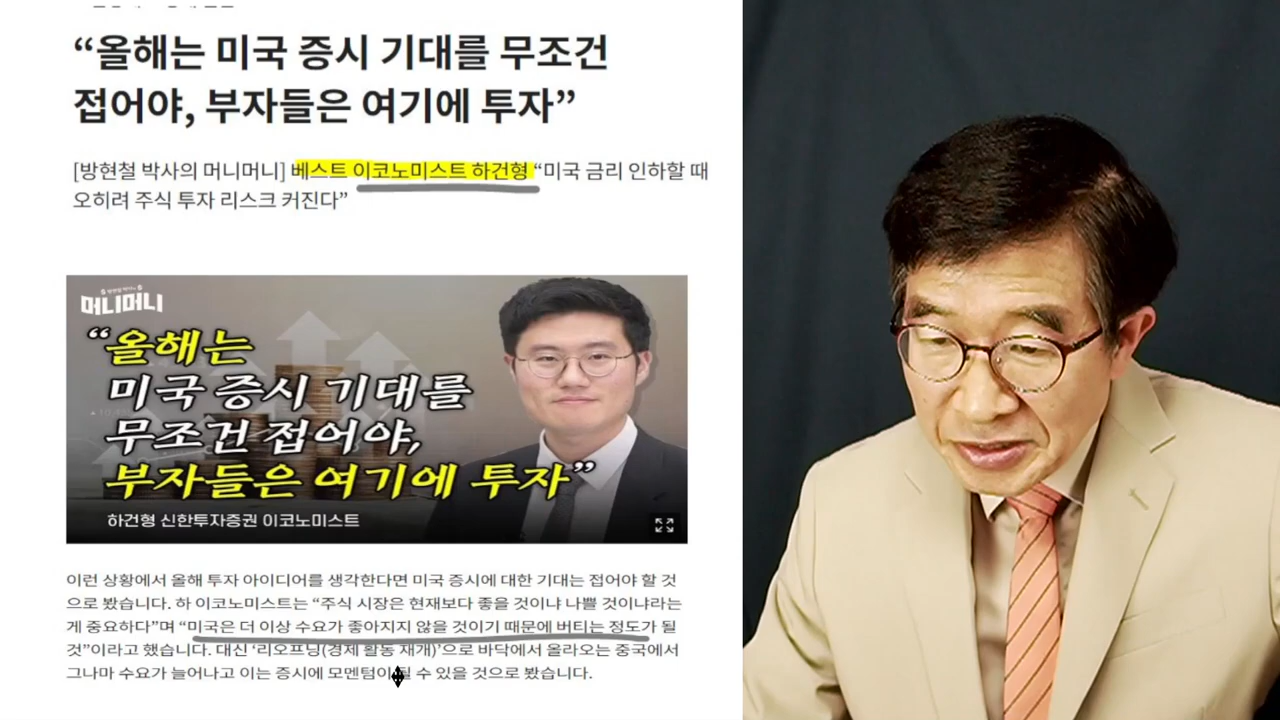 “올해는 미국 증시 기대를 무조건
접어야, 부자들은 여기에 투자”
[방현철 박사의 머니머니] 베스트 이코노미스트 하건형 “미국 금리 인하할 때
오히려 주식 투자 리스크 커진다”
머니머니
“올해는
미국 증시 기대를
무조건 접어야,
부자들은 여기에 투자”
하건형 신한투자증권 이코노미스트
이런 상황에서 올해 투자 아이디어를 생각한다면 미국 증시에 대한 기대는 접어야 할 것
으로 봤습니다. 하 이코노미스트는 “주식 시장은 현재보다 좋을 것이냐 나쁠 것이냐라는
게 중요하다”며 “미국은 더 이상 수요가 좋아지지 않을 것이기 때문에 버티는 정도가 될
것”이라고 했습니다. 대신 ‘리오프닝(경제 활동 재개)’으로 바닥에서 올라오는 중국에서
그나마 수요가 늘어나고 이는 증시에 모멘텀이 될 수 있을 것으로 봤습니다.